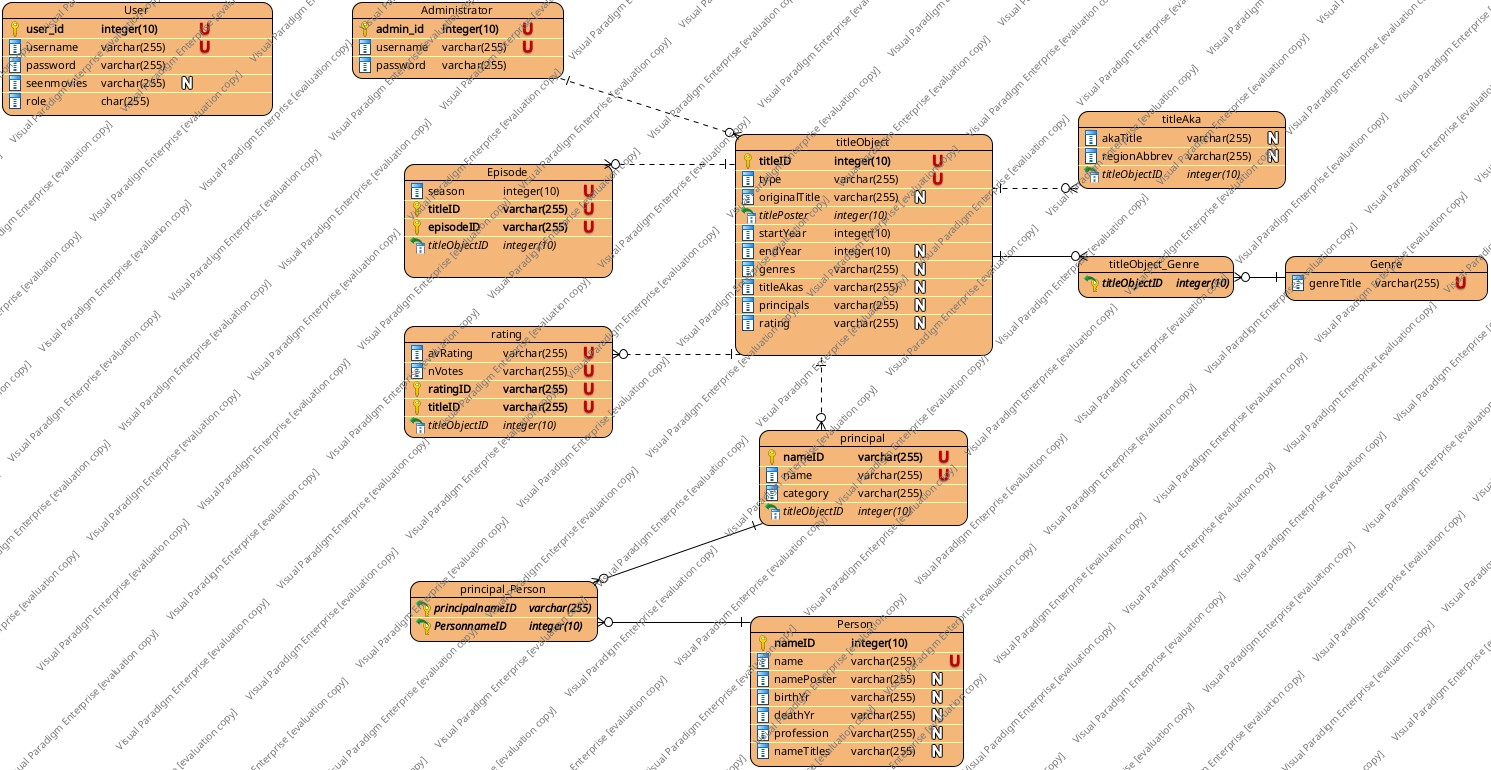 User
user_id integer(10) U
username varchar(255) U
password varchar(255)
seenmovies varchar(255) N
role char(255)
Administrator
admin_id integer(10) U
username varchar(255) U
password varchar(255)
titleObject
titleID integer(10) U
type varchar(255) U
originalTitle varchar(255) N
titlePoster integer(10)
startYear integer(10)
endYear integer(10) N
genres varchar(255) N
titleAkas varchar(255) N
principals varchar(255) N
rating varchar(255) N
titleAka
akaTitle varchar(255) N
regionAbbrev varchar(255) N
titleObjectID integer(10)
Episode
season integer(10) U
titleID varchar(255) U
episodeID varchar(255) U
titleObjectID integer(10)
titleObject_Genre
titleObjectID integer(10)
Genre
genreTitle varchar(255) U
rating
avRating varchar(255) U
nVotes varchar(255) U
ratingID varchar(255) U
titleID varchar(255) U
titleObjectID integer(10)
principal
nameID varchar(255) U
name varchar(255) U
category varchar(255)
titleObjectID integer(10)
principal_Person
principalnameID varchar(255)
PersonnameID integer(10)
Person
nameID integer(10)
name varchar(255) U
namePoster varchar(255) N
birthYr varchar(255) N
deathYr varchar(255) N
profession varchar(255) N
nameTitles varchar(255) N
Visual Paradigm Enterprise [evaluation copy]